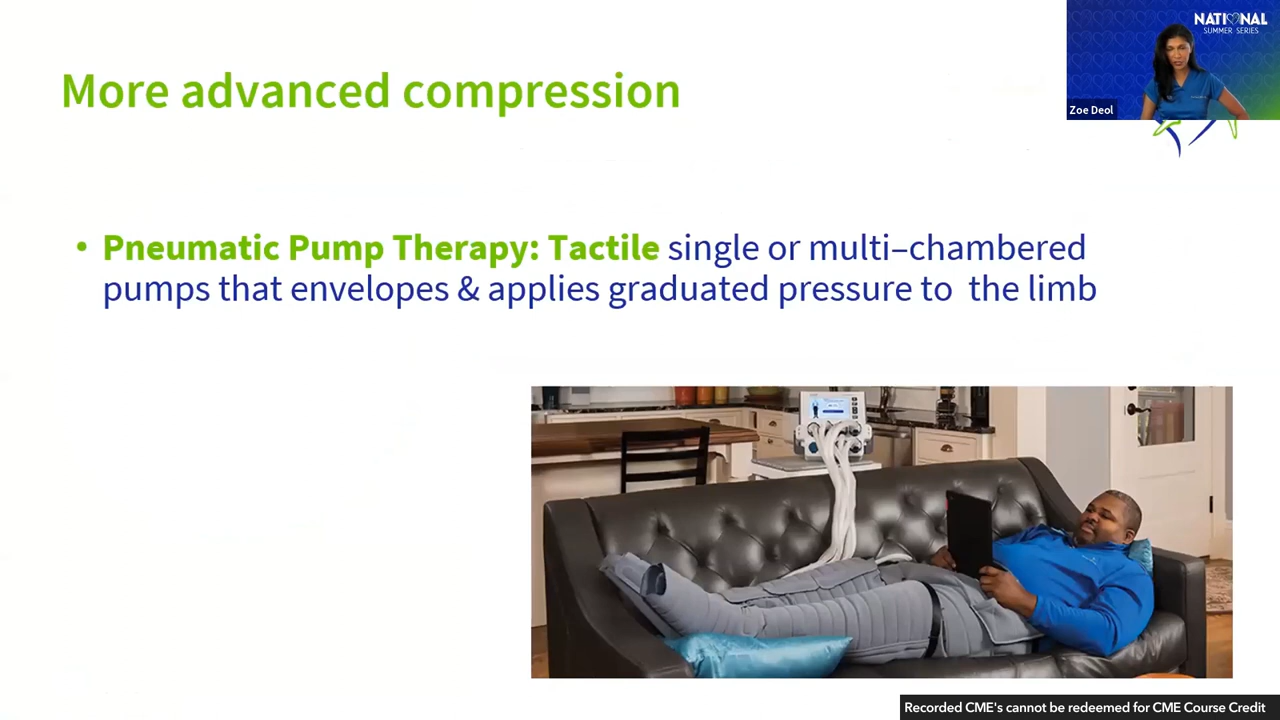 NATIONAL
SUMMER SERIES
Zoe Deol
More advanced compression
• Pneumatic Pump Therapy: Tactile single or multi–chambered
pumps that envelopes & applies graduated pressure to  the limb
Recorded CME's cannot be redeemed for CME Course Credit